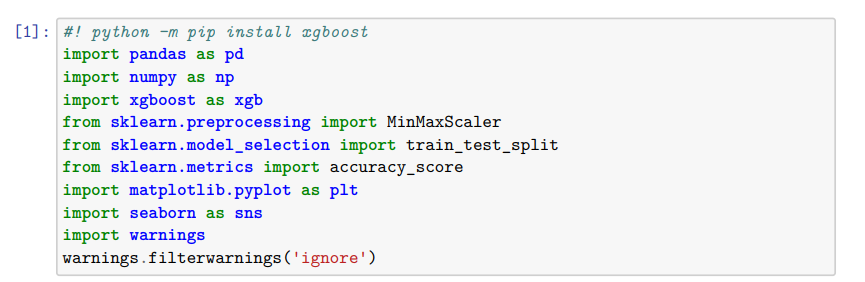 [1]: #! python -m pip install xgboost
import pandas as pd
import numpy as np
import xgboost as xgb
from sklearn.preprocessing import MinMaxScaler
from sklearn.model_selection import train_test_split
from sklearn.metrics import accuracy_score
import matplotlib.pyplot as plt
import seaborn as sns
import warnings
warnings.filterwarnings('ignore')